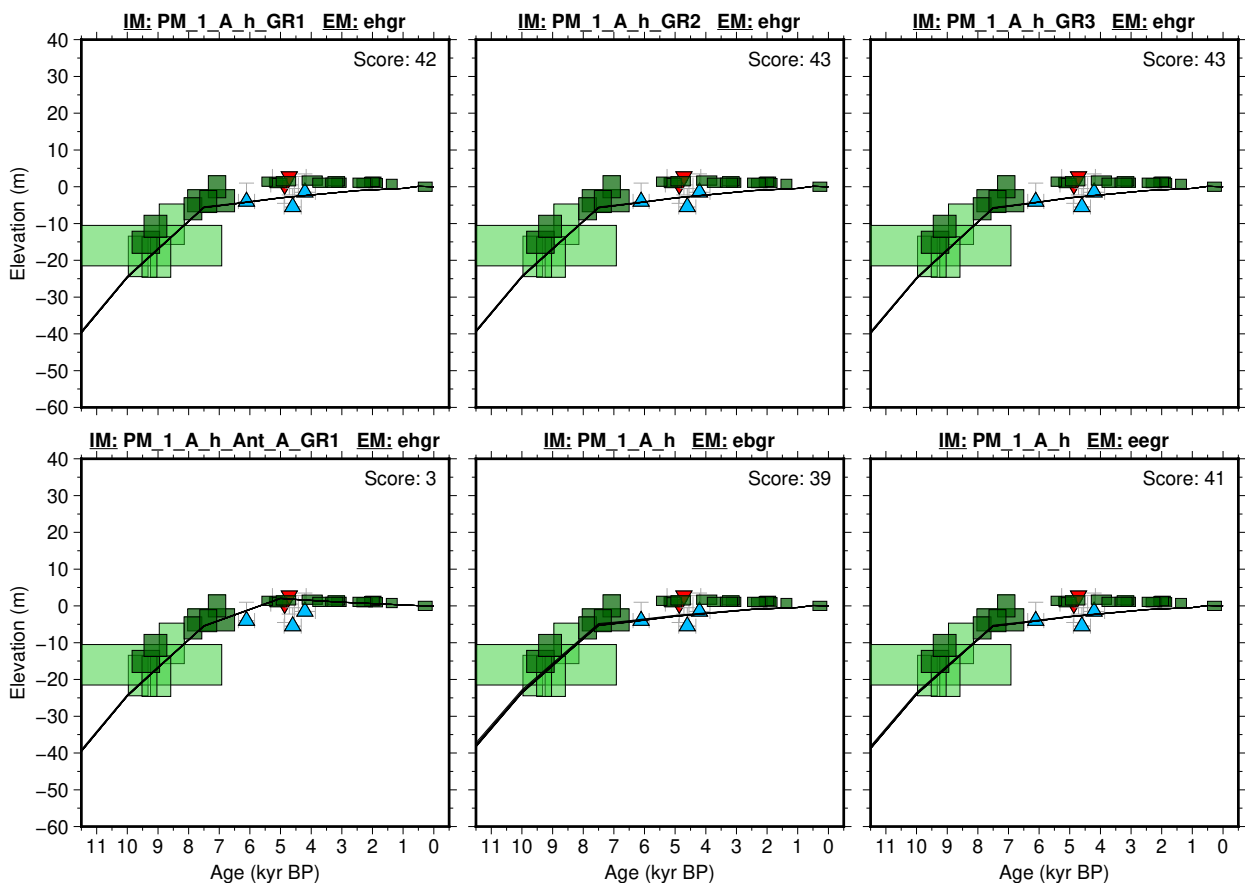 IM: PM_1_A_h_GR1 EM: ehgr
IM: PM_1_A_h_GR2 EM: ehgr
IM: PM_1_A_h_GR3 EM: ehgr
Score: 42
Score: 43
Score: 43
40
30
20
10
0
−10
−20
−30
−40
−50
−60
Elevation (m)
IM: PM_1_A_h_Ant_A_GR1 EM: ehgr
IM: PM_1_A_h EM: ebgr
IM: PM_1_A_h EM: eegr
Score: 3
Score: 39
Score: 41
40
30
20
10
0
−10
−20
−30
−40
−50
−60
Elevation (m)
11 10 9 8 7 6 5 4 3 2 1 0
11 10 9 8 7 6 5 4 3 2 1 0
11 10 9 8 7 6 5 4 3 2 1 0
Age (kyr BP)
Age (kyr BP)
Age (kyr BP)